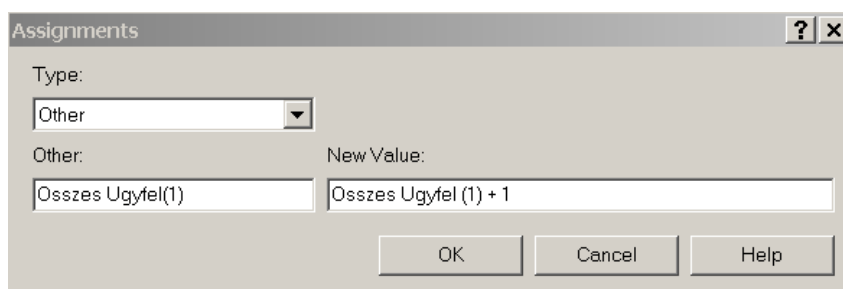 Assignments
Type:
Other
Other: New Value:
Osszes Ugyfel(1) Osszes Ugyfel (1) + 1
OK Cancel Help